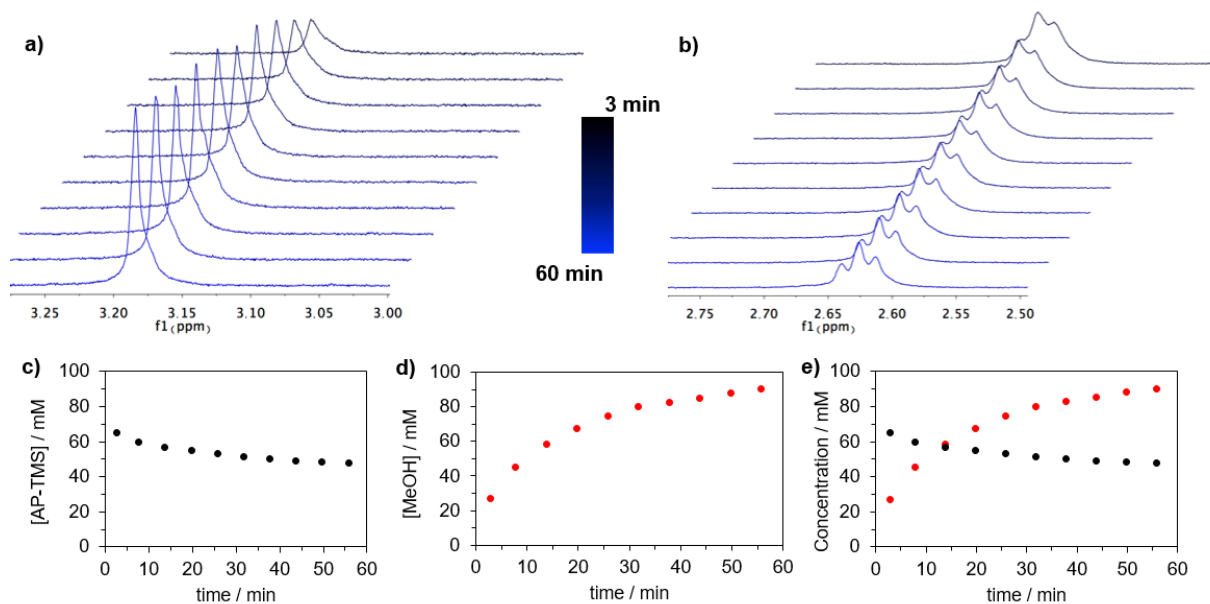 a)
b)
3 min
60 min
3.25 3.20 3.15 3.10 3.05 3.00
f1(ppm)
2.75 2.70 2.65 2.60 2.55 2.50
f1(ppm)
c)
[AP-TMS] / mM
100
80
60
40
20
0
0 10 20 30 40 50 60
time / min
d)
[MeOH] / mM
100
80
60
40
20
0
0 10 20 30 40 50 60
time / min
e)
Concentration / mM
100
80
60
40
20
0
0 10 20 30 40 50 60
time / min